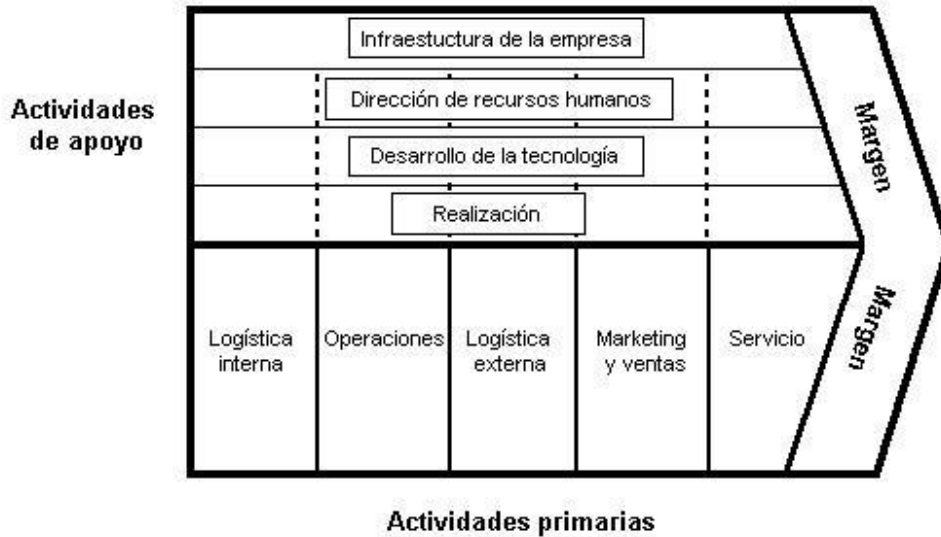 Infraestuctura de la empresa
Dirección de recursos humanos
Desarrollo de la tecnología
Realización
Actividades
de apoyo
Margen
Margen
Logística
interna
Operaciones
Logística
externa
Marketing
y ventas
Servicio
Actividades primarias